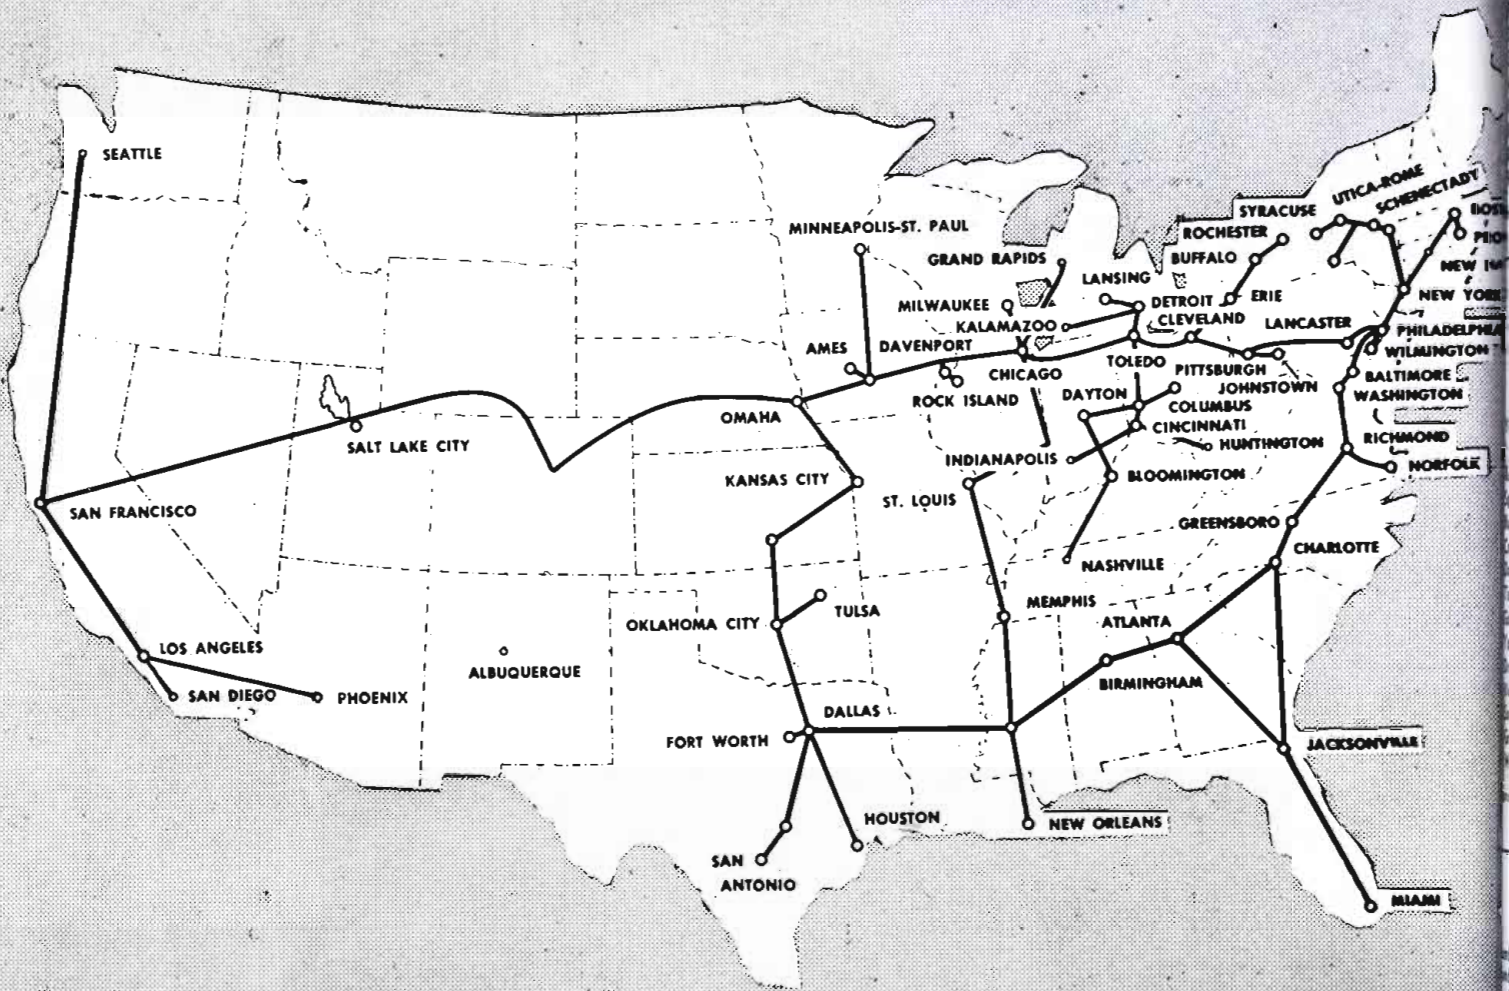 SEATTLE
SAN FRANCISCO
SALT LAKE CITY
LOS ANGELES
SAN DIEGO
PHOENIX
ALBUQUERQUE
MINNEAPOLIS-ST. PAUL
AMES
DAVENPORT
ROCK ISLAND
OMAHA
KANSAS CITY
OKLAHOMA CITY
TULSA
DALLAS
FORT WORTH
SAN
ANTONIO
HOUSTON
NEW ORLEANS
MEMPHIS
ST. LOUIS
MILWAUKEE
CHICAGO
GRAND RAPIDS
KALAMAZOO
LANSING
DETROIT
TOLEDO
CLEVELAND
ERIE
BUFFALO
ROCHESTER
SYRACUSE
UTICA-ROME
SCHENECTADY
NEW YORK
PHILADELPHIA
WILMINGTON
LANCASTER
PITTSBURGH
JOHNSTOWN
BALTIMORE
WASHINGTON
DAYTON
COLUMBUS
CINCINNATI
HUNTINGTON
INDIANAPOLIS
BLOOMINGTON
NASHVILLE
RICHMOND
NORFOLK
GREENSBORO
CHARLOTTE
ATLANTA
BIRMINGHAM
JACKSONVILLE
MIAMI